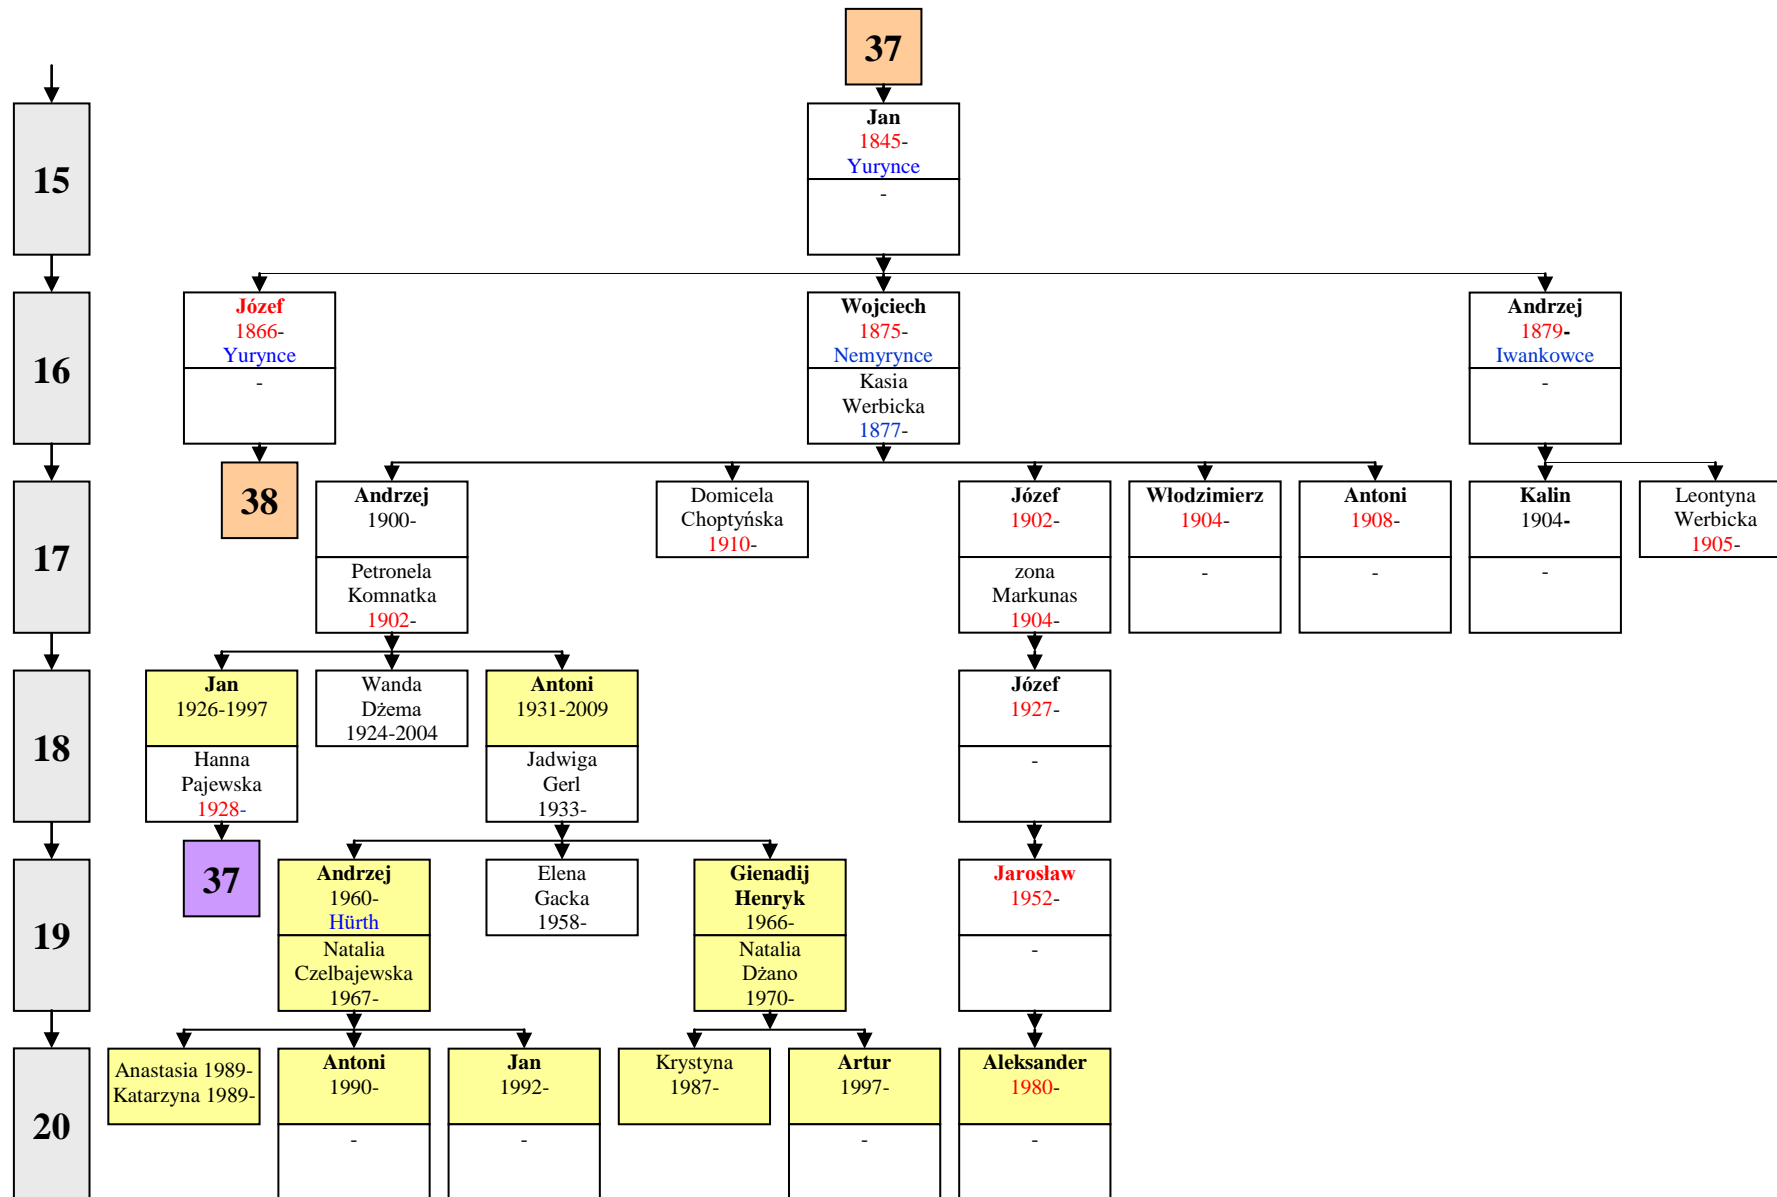 37
15
Jan
1845-
Yurynce
-
16
Józef
1866-
Yurynce
-
Wojciech
1875-
Nemyrynce
Kasia
Werbicka
1877-
Andrzej
1879-
Iwankowce
-
17
38
Andrzej
1900-
Petronela
Komnatka
1902-
Domicela
Choptyńska
1910-
Józef
1902-
zona
Markunas
1904-
Włodzimierz
1904-
-
Antoni
1908-
-
Kalin
1904-
-
Leontyna
Werbicka
1905-
18
Jan
1926-1997
Hanna
Pajewska
1928-
Wanda
Dżema
1924-2004
Antoni
1931-2009
Jadwiga
Gerl
1933-
Józef
1927-
-
19
37
Andrzej
1960-
Hürth
Natalia
Czelbajewska
1967-
Elena
Gacka
1958-
Gienadij
Henryk
1966-
Natalia
Dżano
1970-
Jarosław
1952-
-
20
Anastasia 1989-
Katarzyna 1989-
Antoni
1990-
-
Jan
1992-
-
Krystyna
1987-
Artur
1997-
-
Aleksander
1980-
-